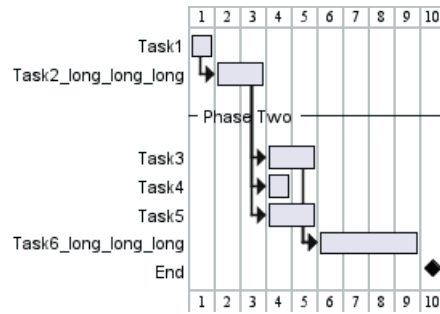 1 2 3 4 5 6 7 8 9 10
Task1
Task2_long_long_long
Phase Two
Task3
Task4
Task5
Task6_long_long_long
End
1 2 3 4 5 6 7 8 9 10